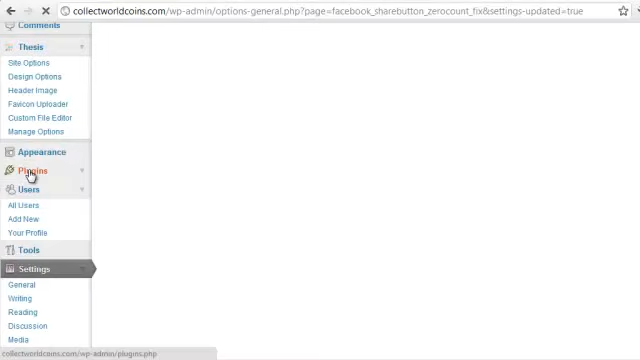 collectworldcoins.com/wp-admin/options-general.php?page=facebook_sharebutton_zerocount_fix&settings-updated=true
Comments
Thesis
Site Options
Design Options
Header Image
Favicon Uploader
Custom File Editor
Manage Options
Appearance
Plugins
Users
All Users
Add New
Your Profile
Tools
Settings
General
Writing
Reading
Discussion
Media
collectworldcoins.com/wp-admin/plugins.php